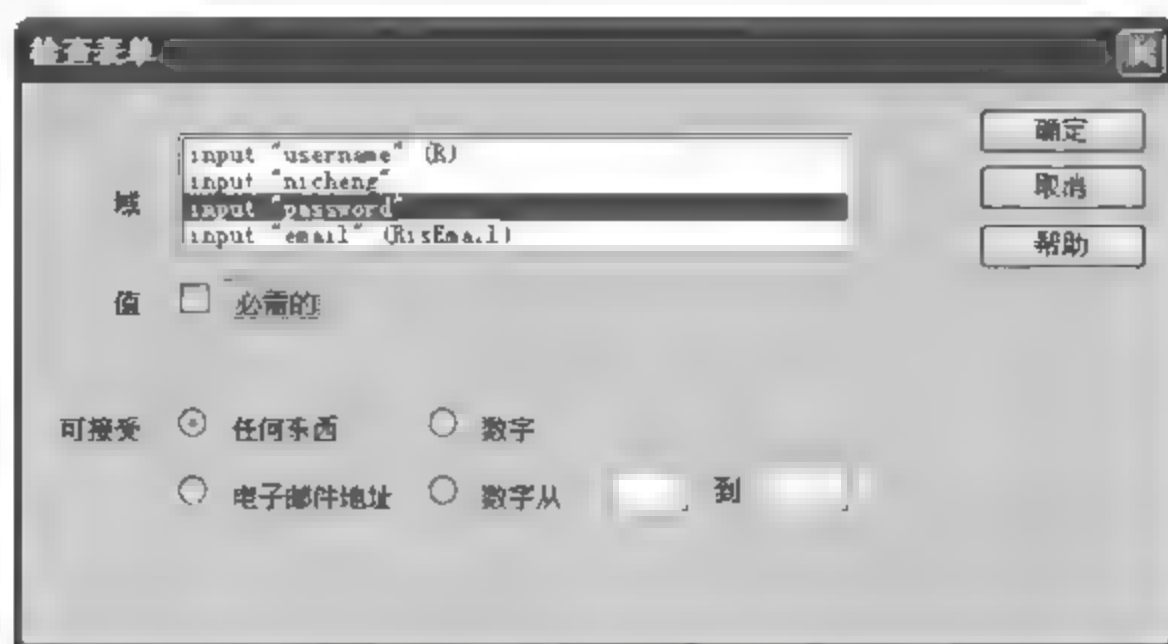 检查表单
input "username" (R)
input "nicheng"
input "password"
input "email" (RisEmail)
域
确定
取消
帮助
值 必需的
可接受 任何东西 数字
电子邮件地址 数字从 到